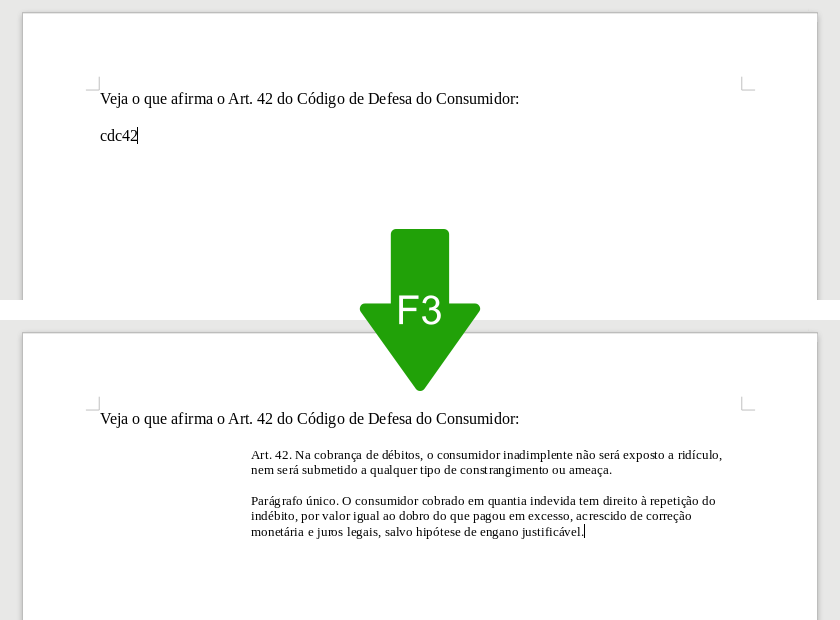 Veja o que afirma o Art. 42 do Código de Defesa do Consumidor:
cdc42
F3
Veja o que afirma o Art. 42 do Código de Defesa do Consumidor:
Art. 42. Na cobrança de débitos, o consumidor inadimplente não será exposto a ridículo,
nem será submetido a qualquer tipo de constrangimento ou ameaça.
Parágrafo único. O consumidor cobrado em quantia indevida tem direito à repetição do
indébito, por valor igual ao dobro do que pagou em excesso, acrescido de correção
monetária e juros legais, salvo hipótese de engano justificável.